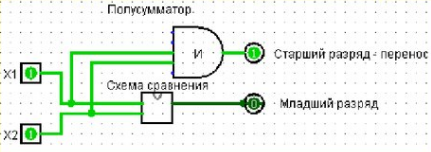 Полусумматор.
И
1
Старший разряд - перенос
X1 1
Схема сравнения
0
Младший разряд
X2 1